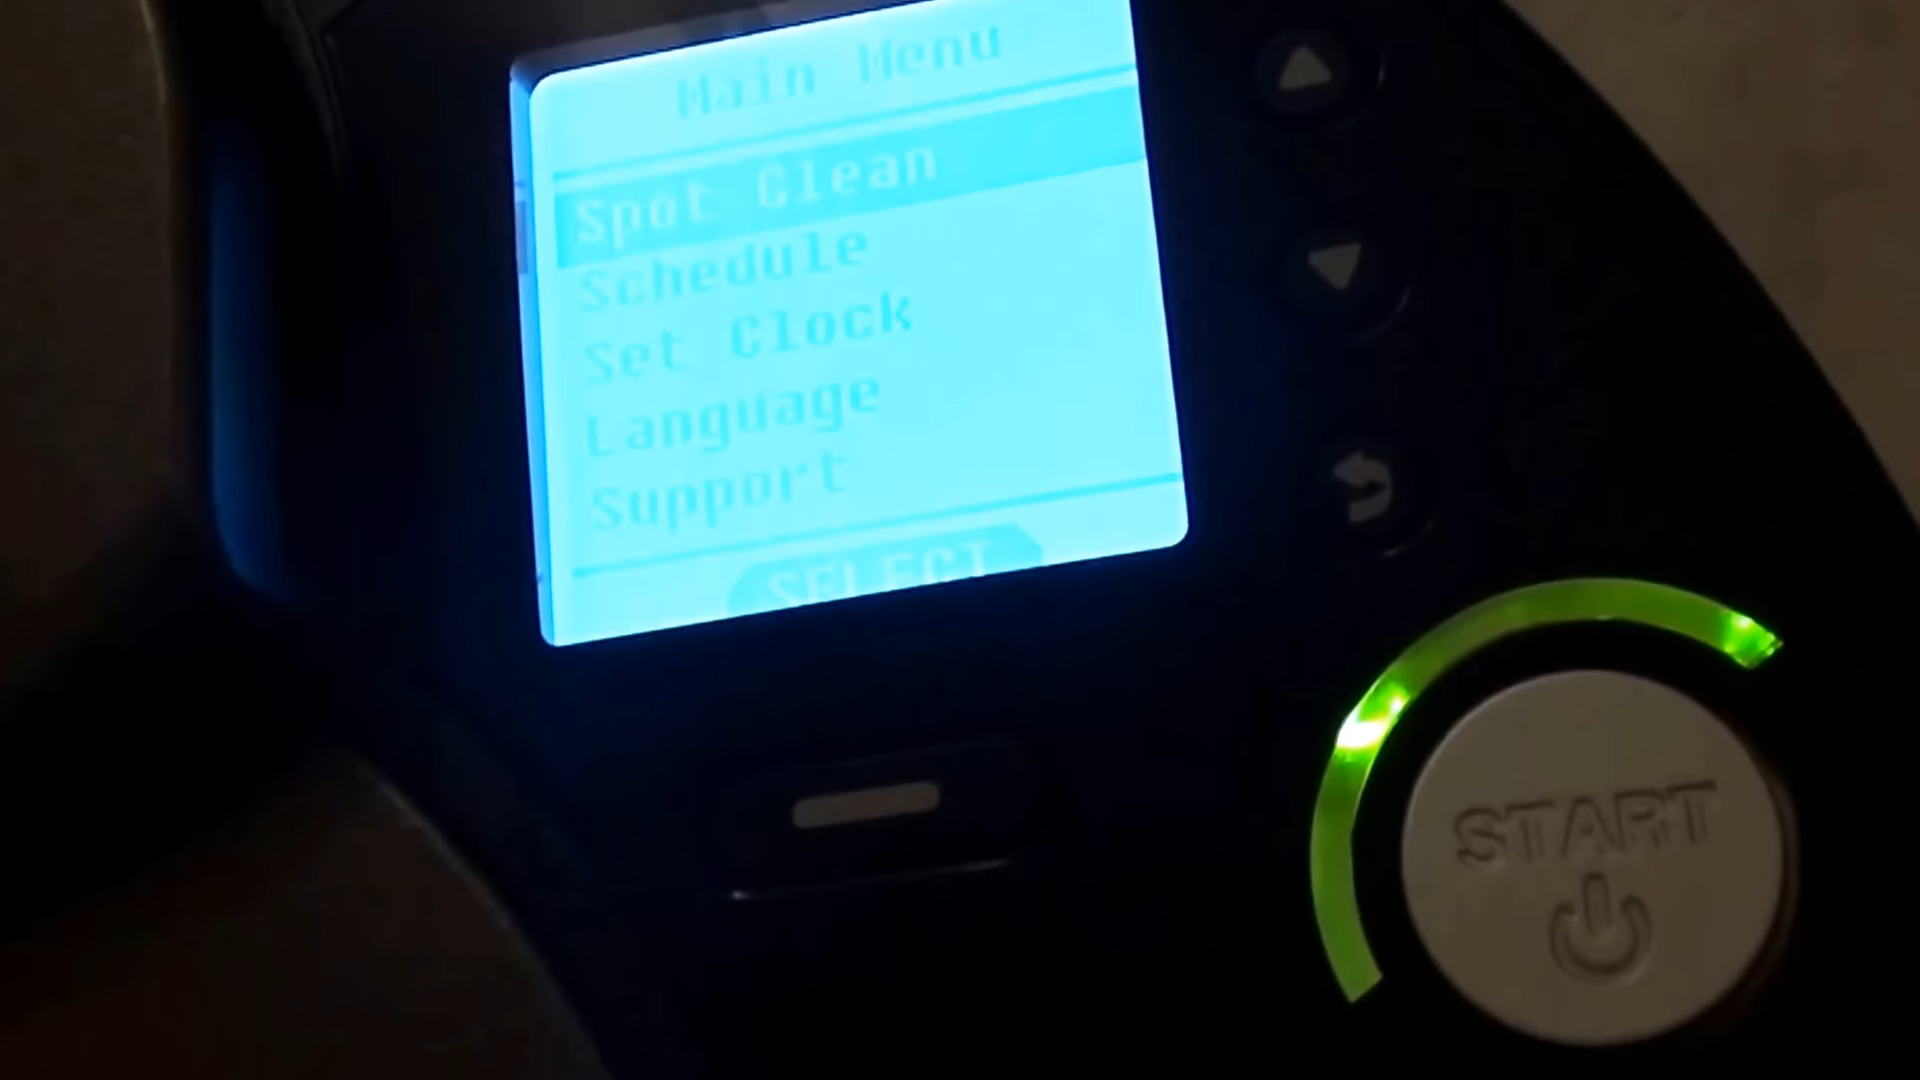 Main Menu
Spot Clean
Schedule
Set Clock
Language
Support
SELECT
START